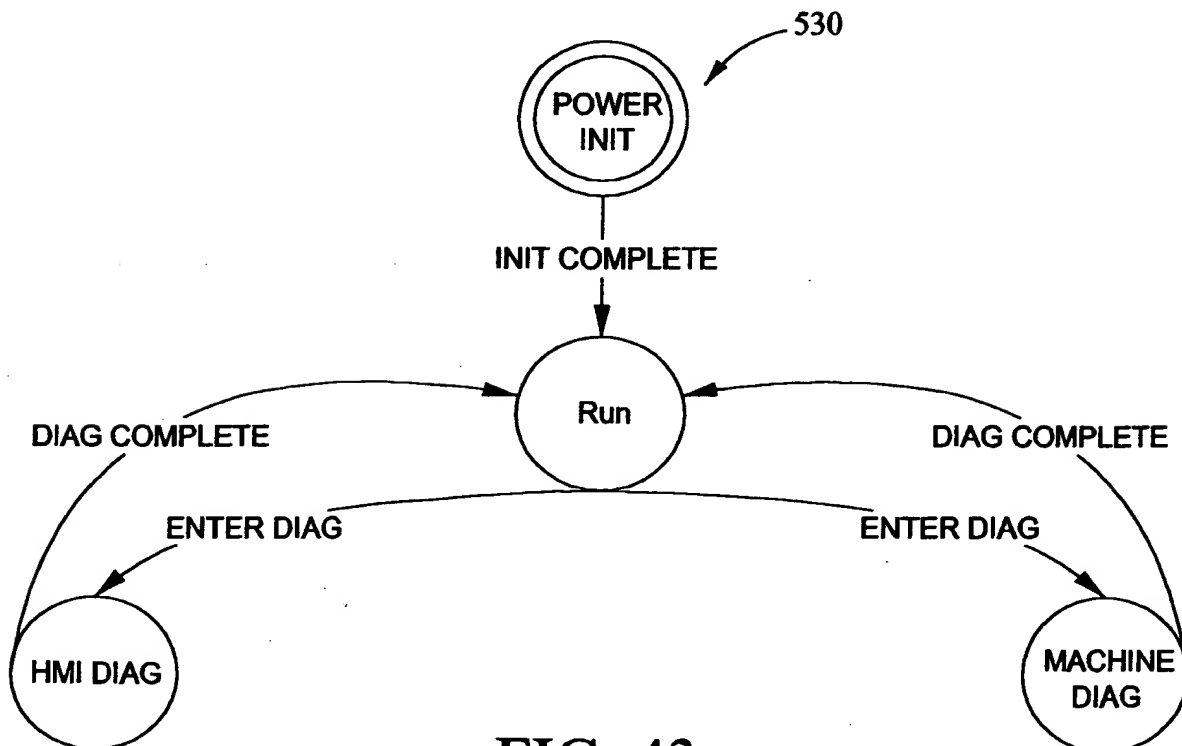 530
POWER
INIT
INIT COMPLETE
Run
DIAG COMPLETE
DIAG COMPLETE
ENTER DIAG
ENTER DIAG
HMI DIAG
MACHINE
DIAG